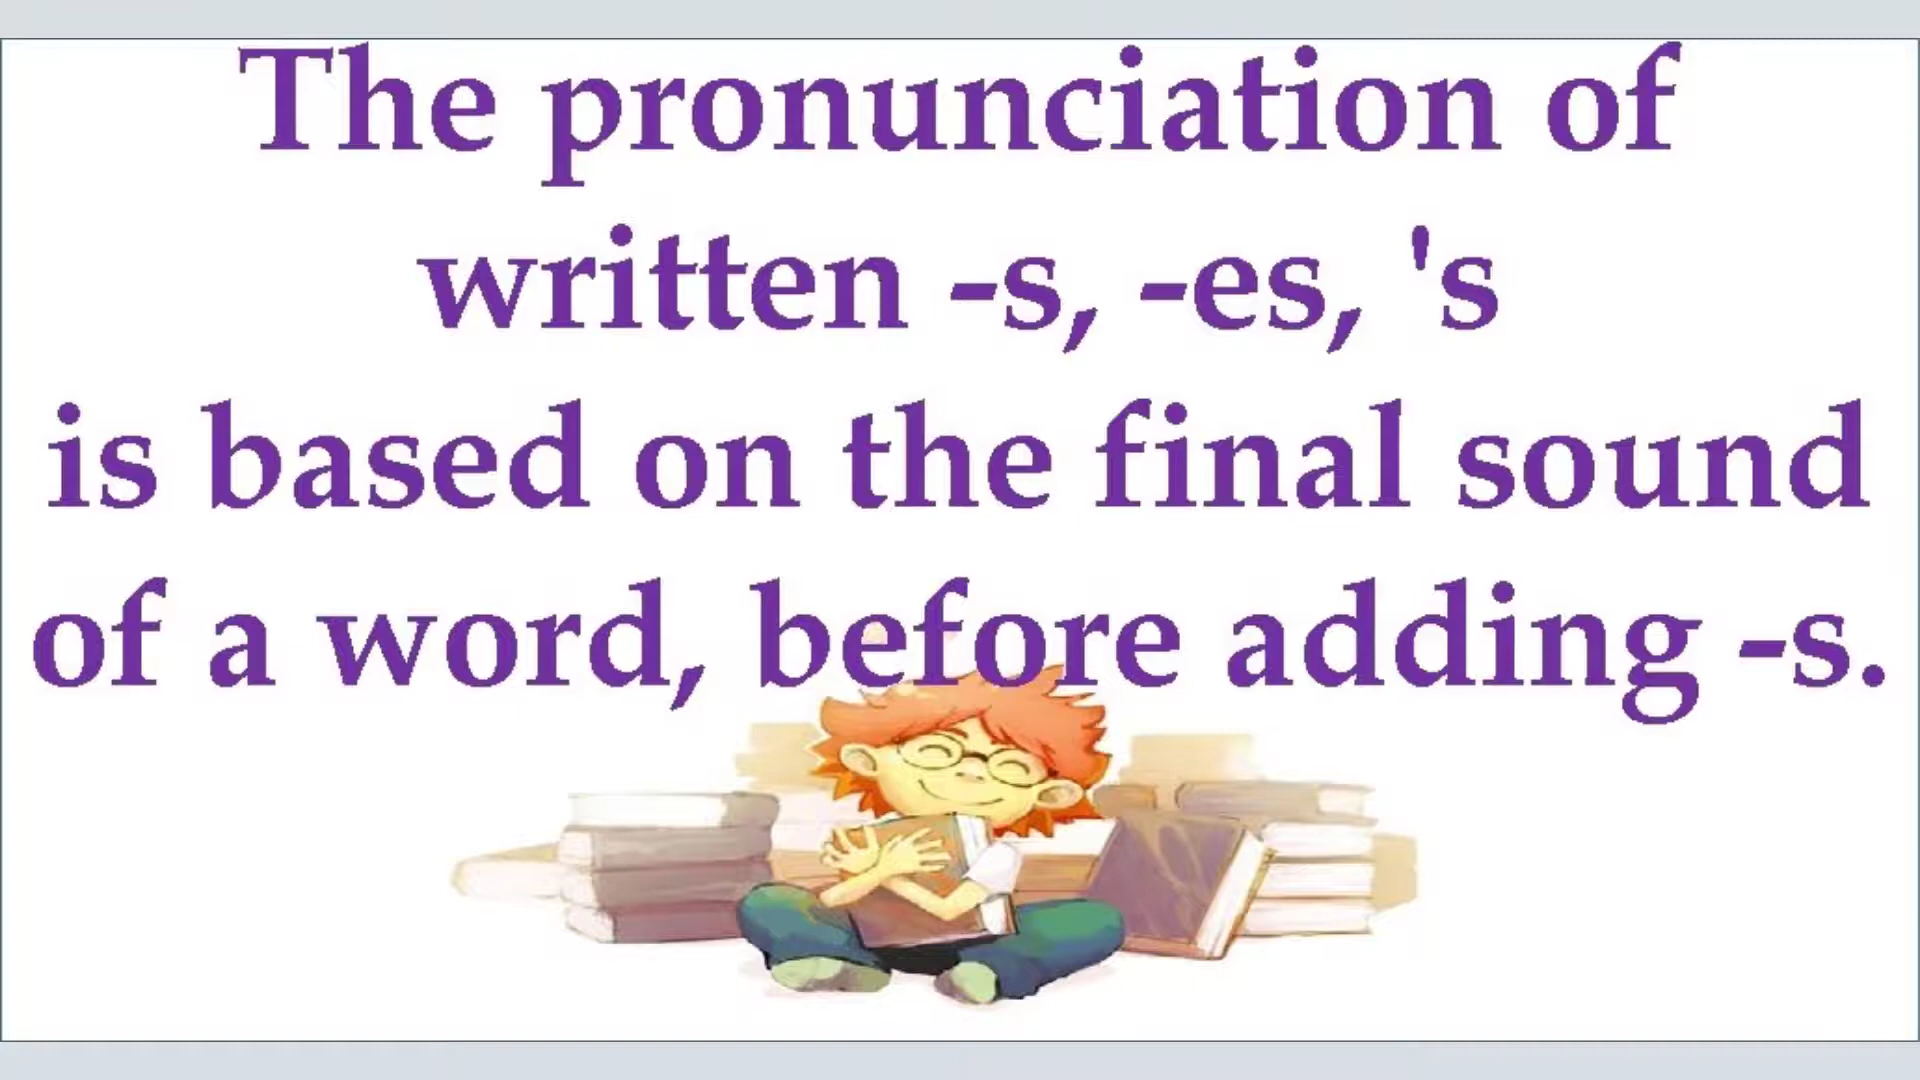 The pronunciation of
written -s, -es, 's
is based on the final sound
of a word, before adding -s.